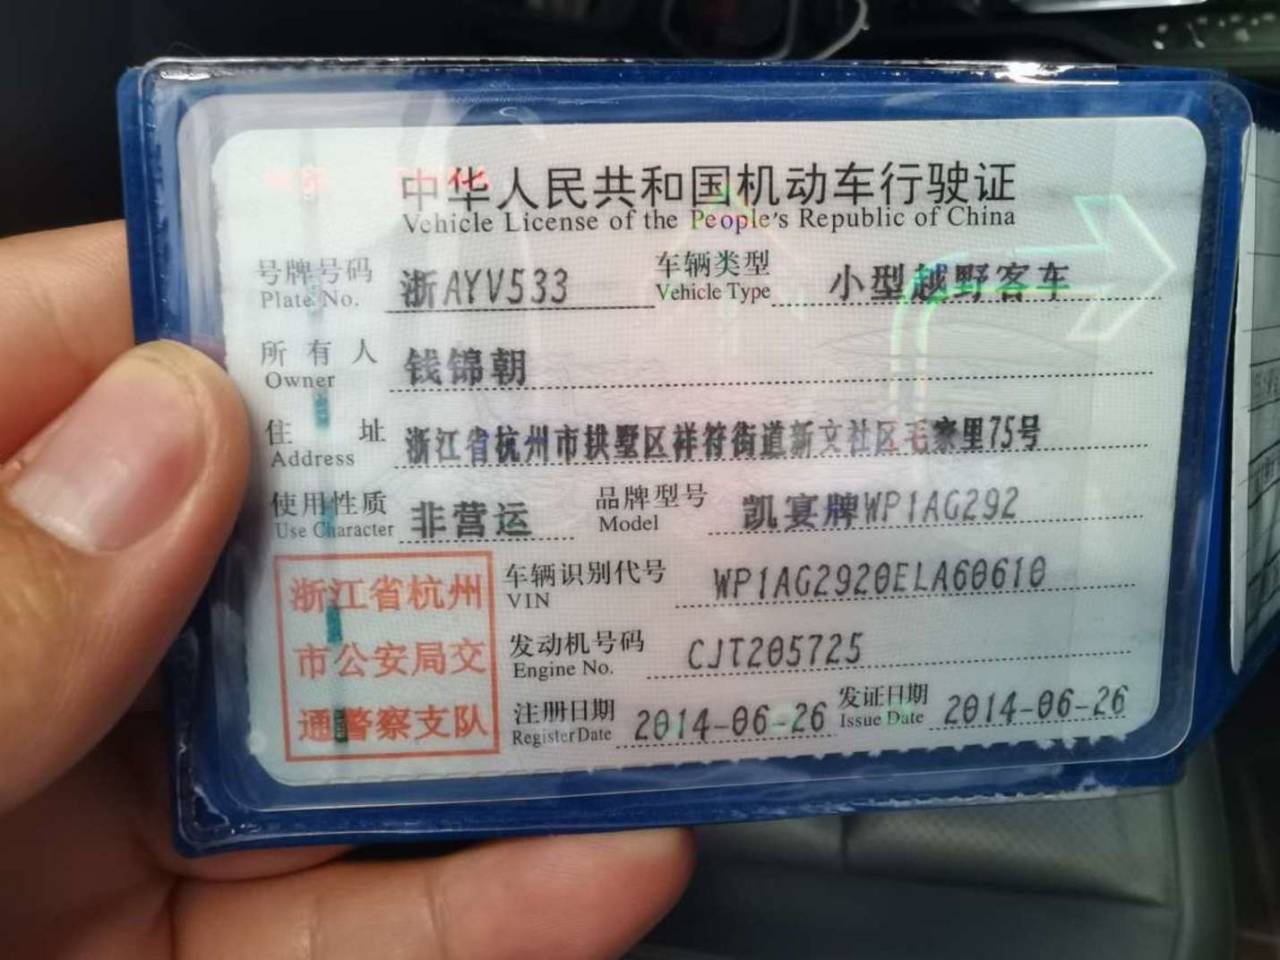 中华人民共和国机动车行驶证
Vehicle License of the People's Republic of China
号牌号码 浙AYV533 车辆类型 小型越野客车
Plate No. Vehicle Type
所有人 钱锦朝
Owner
住址 浙江省杭州市拱墅区祥符街道新文社区毛家里75号
Address
使用性质 非营运 品牌型号 凯宴牌WP1AG292
Use Character Model
浙江省杭州
市公安局交
通警察支队
车辆识别代号 WP1AG2920ELA60610
VIN
发动机号码 CJT205725
Engine No.
注册日期 2014-06-26 发证日期 2014-06-26
Register Date Issue Date